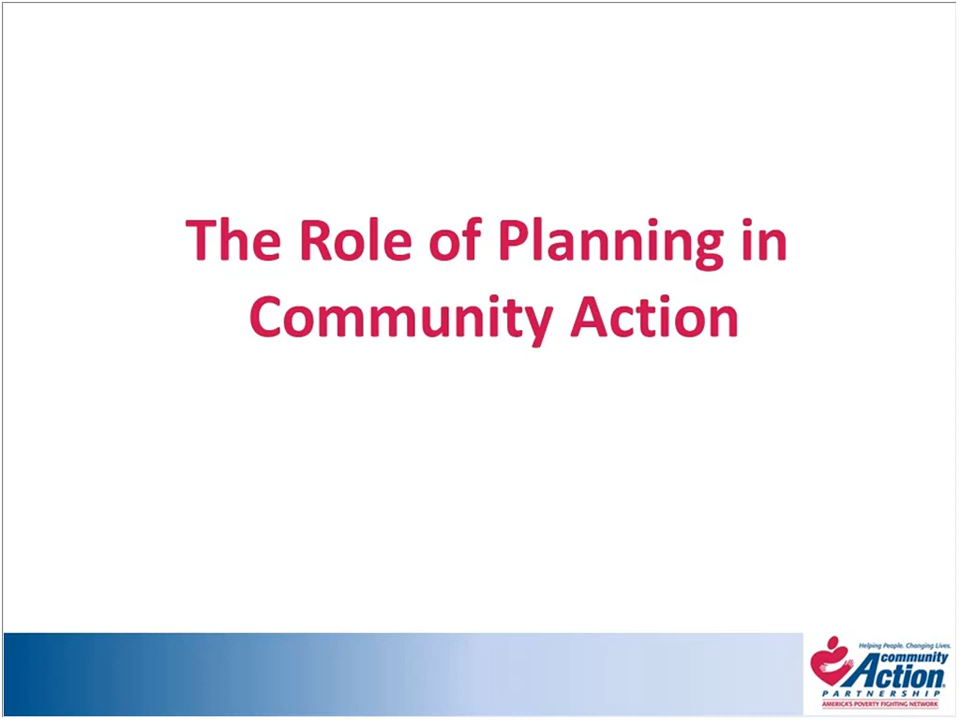 The Role of Planning in
Community Action
Helping People. Changing Lives.
community
Action®
PARTNERSHIP
AMERICA'S POVERTY FIGHTING NETWORK